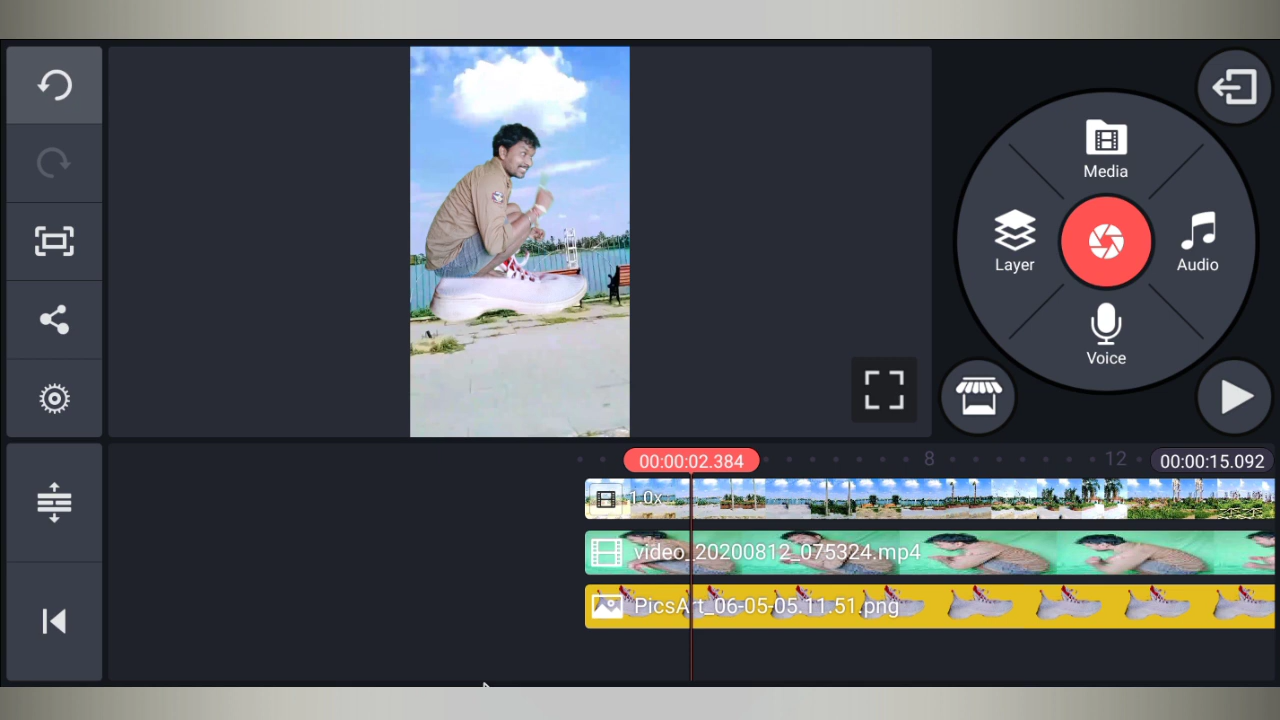 Media
Layer
Audio
Voice
00:00:02.384
8
12
00:00:15.092
1.0x
video_20200812_075324.mp4
PicsArt_06-05-05.11.51.png